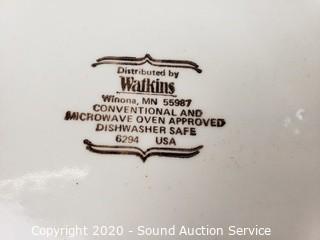 Distributed by
Watkins
Winona, MN 55987
CONVENTIONAL AND
MICROWAVE OVEN APPROVED
DISHWASHER SAFE
6294 USA
Copyright 2020 - Sound Auction Service